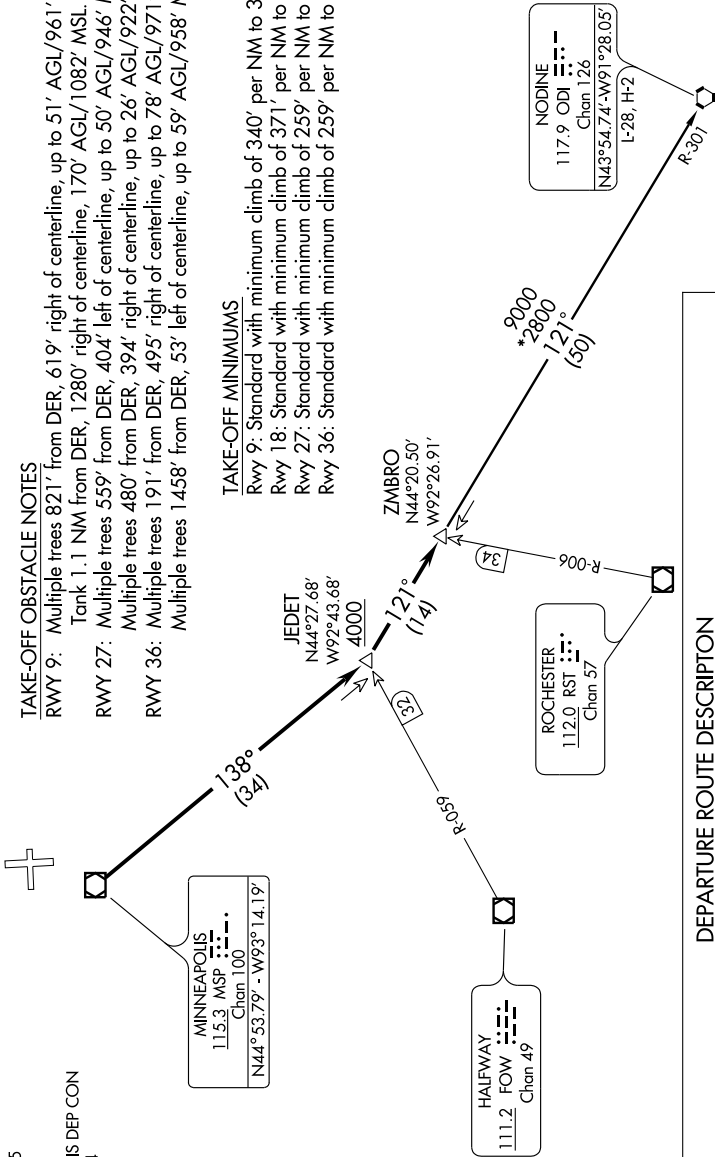 TAKE-OFF OBSTACLE NOTES
RWY 9: Multiple trees 821' from DER, 619' right of centerline, up to 51' AGL/961'
Tank 1.1 NM from DER, 1280' right of centerline, 170' AGL/1082' MSL.
RWY 27: Multiple trees 559' from DER, 404' left of centerline, up to 50' AGL/946'
Multiple trees 480' from DER, 394' right of centerline, up to 26' AGL/922'
RWY 36: Multiple trees 191' from DER, 495' right of centerline, up to 78' AGL/971
Multiple trees 1458' from DER, 53' left of centerline, up to 59' AGL/958'
TAKE-OFF MINIMUMS
Rwy 9: Standard with minimum climb of 340' per NM to 3
Rwy 18: Standard with minimum climb of 371' per NM to
Rwy 27: Standard with minimum climb of 259' per NM to
Rwy 36: Standard with minimum climb of 259' per NM to
5
IS DEP CON
MINNEAPOLIS
115.3 MSP
Chan 100
N44°53.79' - W93°14.19'
138°
(34)
JEDET
N44°27.68'
W92°43.68'
4000
121°
(14)
ZMBRO
N44°20.50'
W92°26.91'
9000
*2800
121°
(50)
NODINE
117.9 ODI
Chan 126
N43°54.74'-W91°28.05'
L-28, H-2
R-301
HALFWAY
111.2 FOW
Chan 49
R-059
32
ROCHESTER
112.0 RST
Chan 57
R-006
34
DEPARTURE ROUTE DESCRIPTON